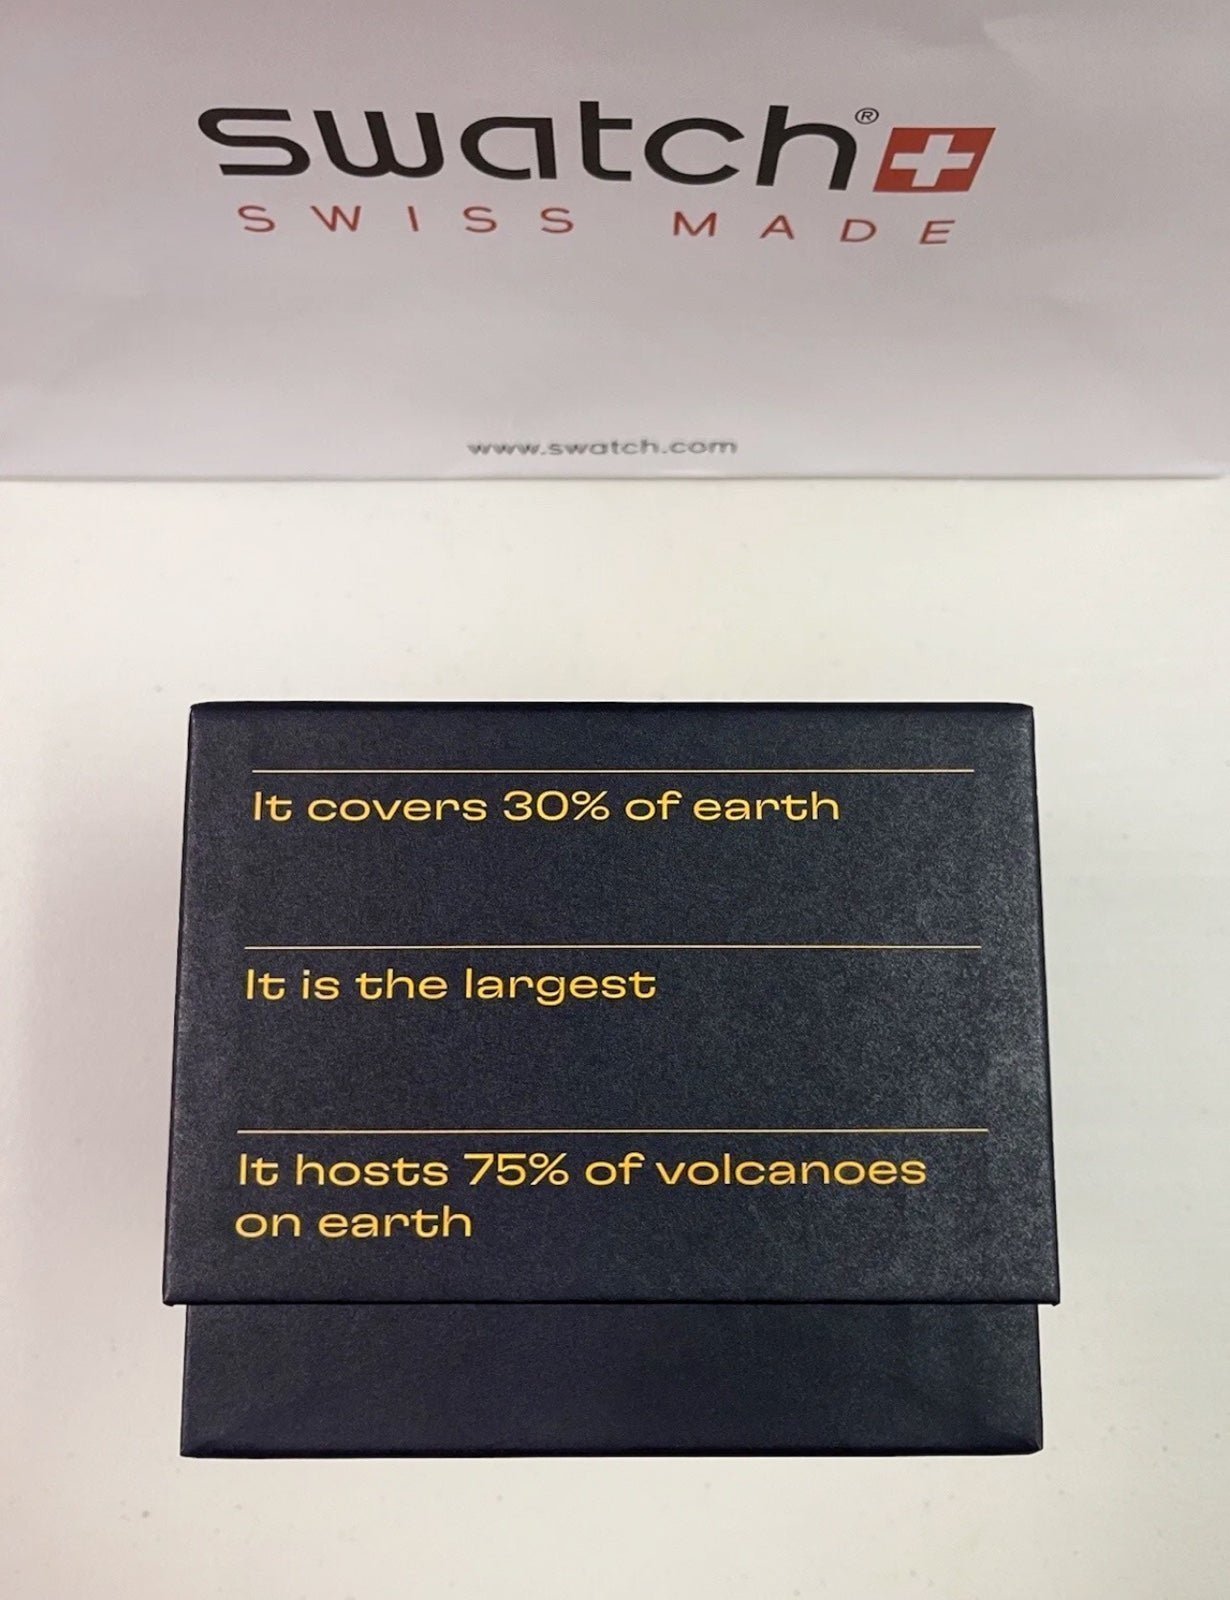 swatch®
SWISS MADE
www.swatch.com
It covers 30% of earth
It is the largest
It hosts 75% of volcanoes
on earth